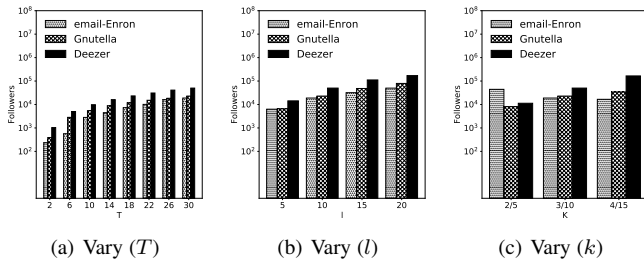 10^8
10^7
10^6
10^5
10^4
10^3
10^2
Followers
email-Enron
Gnutella
Deezer
2 6 10 14 18 22 26 30
T
(a) Vary (T)
10^8
10^7
10^6
10^5
10^4
10^3
10^2
Followers
email-Enron
Gnutella
Deezer
5 10 15 20
l
(b) Vary (l)
10^8
10^7
10^6
10^5
10^4
10^3
10^2
Followers
email-Enron
Gnutella
Deezer
2/5 3/10 4/15
K
(c) Vary (k)